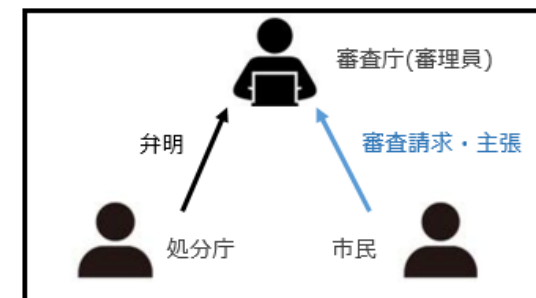 審査庁(審理員)
弁明
審査請求・主張
処分庁
市民